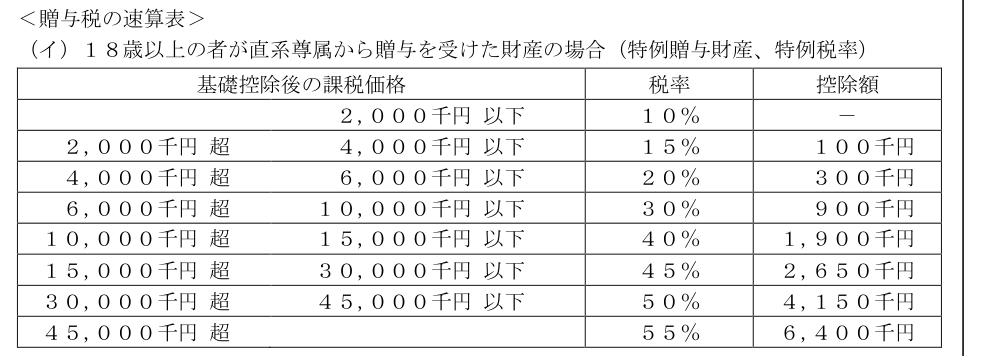 ＜贈与税の速算表＞
（イ）１８歳以上の者が直系尊属から贈与を受けた財産の場合（特例贈与財産、特例税率）
基礎控除後の課税価格 税率 控除額
２,０００千円 以下 １０％ －
２,０００千円 超 ４,０００千円 以下 １５％ １００千円
４,０００千円 超 ６,０００千円 以下 ２０％ ３００千円
６,０００千円 超 １０,０００千円 以下 ３０％ ９００千円
１０,０００千円 超 １５,０００千円 以下 ４０％ １,９００千円
１５,０００千円 超 ３０,０００千円 以下 ４５％ ２,６５０千円
３０,０００千円 超 ４５,０００千円 以下 ５０％ ４,１５０千円
４５,０００千円 超 ５５％ ６,４００千円